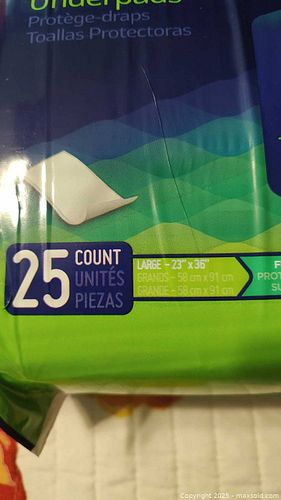 Underpads
Protège-draps
Toallas Protectoras
25 COUNT
UNITÉS
PIEZAS
LARGE - 23" x 36"
GRANDS - 58 cm x 91 cm
GRANDE - 58 cm x 91 cm
Copyright 2025 - maxsold.com